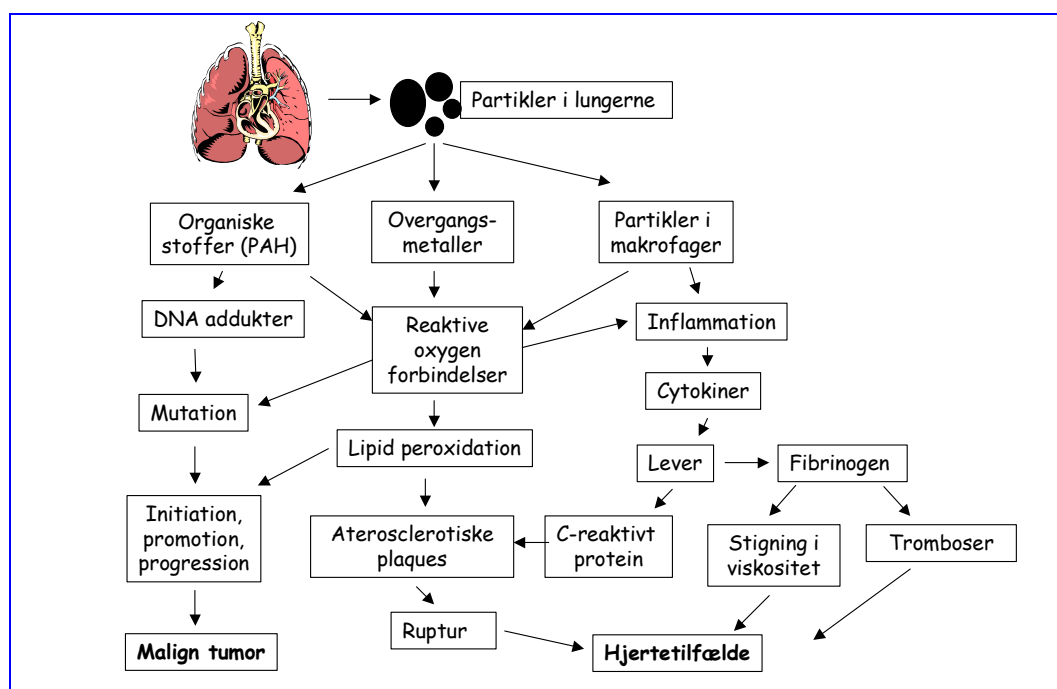 Partikler i lungerne
Organiske
stoffer (PAH)
Overgangs-
metaller
Partikler i
makrofager
DNA addukter
Reaktive
oxygen
forbindelser
Inflammation
Mutation
Cytokiner
Lipid peroxidation
Lever
Fibrinogen
Initiation,
promotion,
progression
Aterosclerotiske
plaques
C-reaktivt
protein
Stigning i
viskositet
Tromboser
Ruptur
Malign tumor
Hjertetilfælde